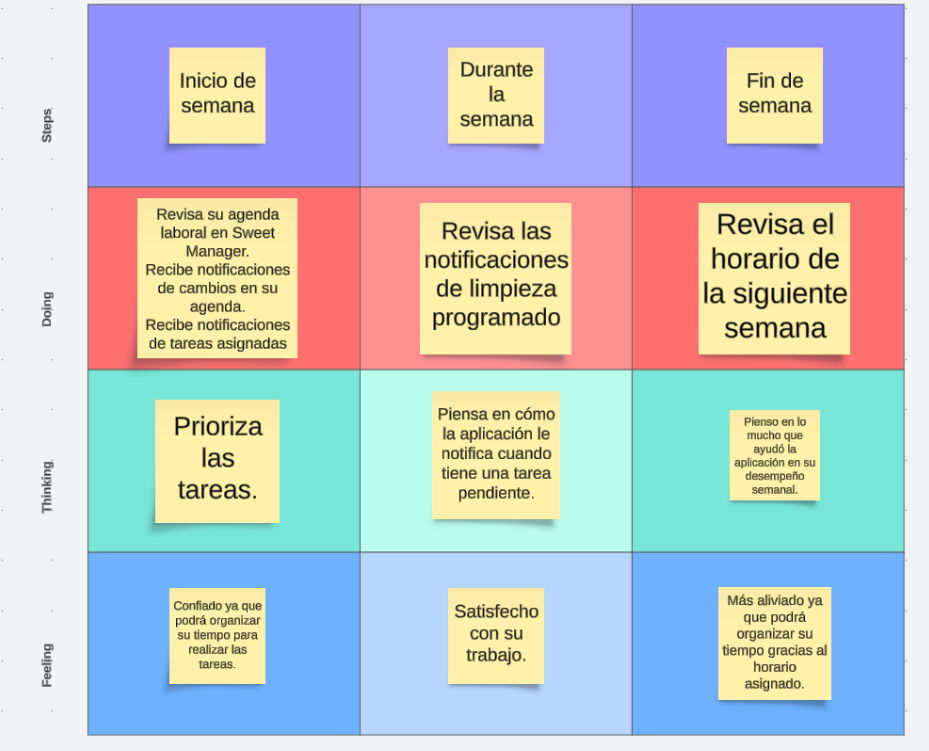 Steps
Inicio de
semana
Durante
la
semana
Fin de
semana
Doing
Revisa su agenda
laboral en Sweet
Manager.
Recibe notificaciones
de cambios en su
agenda.
Recibe notificaciones
de tareas asignadas
Revisa las
notificaciones
de limpieza
programado
Revisa el
horario de
la siguiente
semana
Thinking
Prioriza
las
tareas.
Piensa en cómo
la aplicación le
notifica cuando
tiene una tarea
pendiente.
Pienso en lo
mucho que
ayudó la
aplicación en su
desempeño
semanal.
Feeling
Confiado ya que
podrá organizar
su tiempo para
realizar las
tareas.
Satisfecho
con su
trabajo.
Más aliviado ya
que podrá
organizar su
tiempo gracias al
horario
asignado.